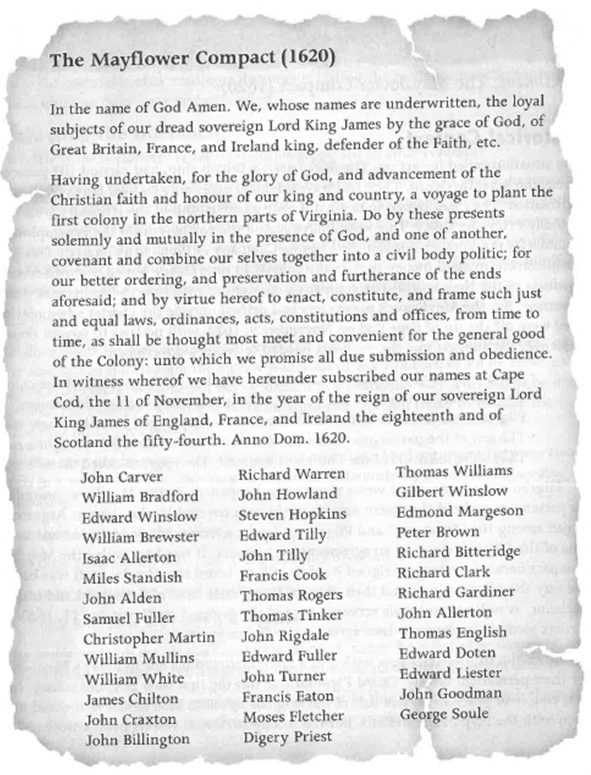 The Mayflower Compact (1620)
In the name of God Amen. We, whose names are underwritten, the loyal
subjects of our dread sovereign Lord King James by the grace of God, of
Great Britain, France, and Ireland king, defender of the Faith, etc.
Having undertaken, for the glory of God, and advancement of the
Christian faith and honour of our king and country, a voyage to plant the
first colony in the northern parts of Virginia. Do by these presents
solemnly and mutually in the presence of God, and one of another,
covenant and combine our selves together into a civil body politic; for
our better ordering, and preservation and furtherance of the ends
aforesaid; and by virtue hereof to enact, constitute, and frame such just
and equal laws, ordinances, acts, constitutions and offices, from time to
time, as shall be thought most meet and convenient for the general good
of the Colony: unto which we promise all due submission and obedience.
In witness whereof we have hereunder subscribed our names at Cape
Cod, the 11 of November, in the year of the reign of our sovereign Lord
King James of England, France, and Ireland the eighteenth and of
Scotland the fifty-fourth. Anno Dom. 1620.
John Carver
William Bradford
Edward Winslow
William Brewster
Isaac Allerton
Miles Standish
John Alden
Samuel Fuller
Christopher Martin
William Mullins
William White
James Chilton
John Craxton
John Billington
Richard Warren
John Howland
Steven Hopkins
Edward Tilly
John Tilly
Francis Cook
Thomas Rogers
Thomas Tinker
John Rigdale
Edward Fuller
John Turner
Francis Eaton
Moses Fletcher
Digery Priest
Thomas Williams
Gilbert Winslow
Edmond Margeson
Peter Brown
Richard Bitteridge
Richard Clark
Richard Gardiner
John Allerton
Thomas English
Edward Doten
Edward Liester
John Goodman
George Soule